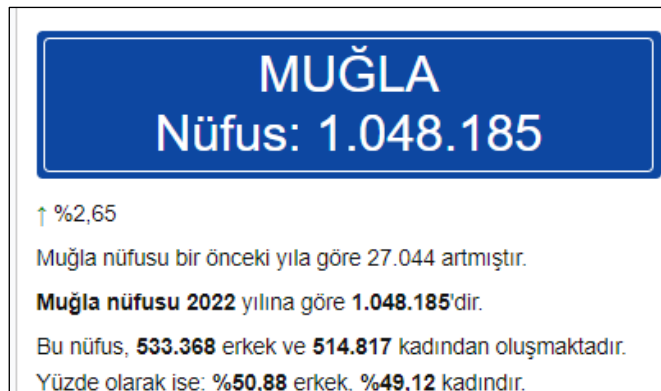 MUĞLA
Nüfus: 1.048.185
↑ %2,65
Muğla nüfusu bir önceki yıla göre 27.044 artmıştır.
Muğla nüfusu 2022 yılına göre 1.048.185'dir.
Bu nüfus, 533.368 erkek ve 514.817 kadından oluşmaktadır.
Yüzde olarak ise: %50,88 erkek, %49,12 kadındır.